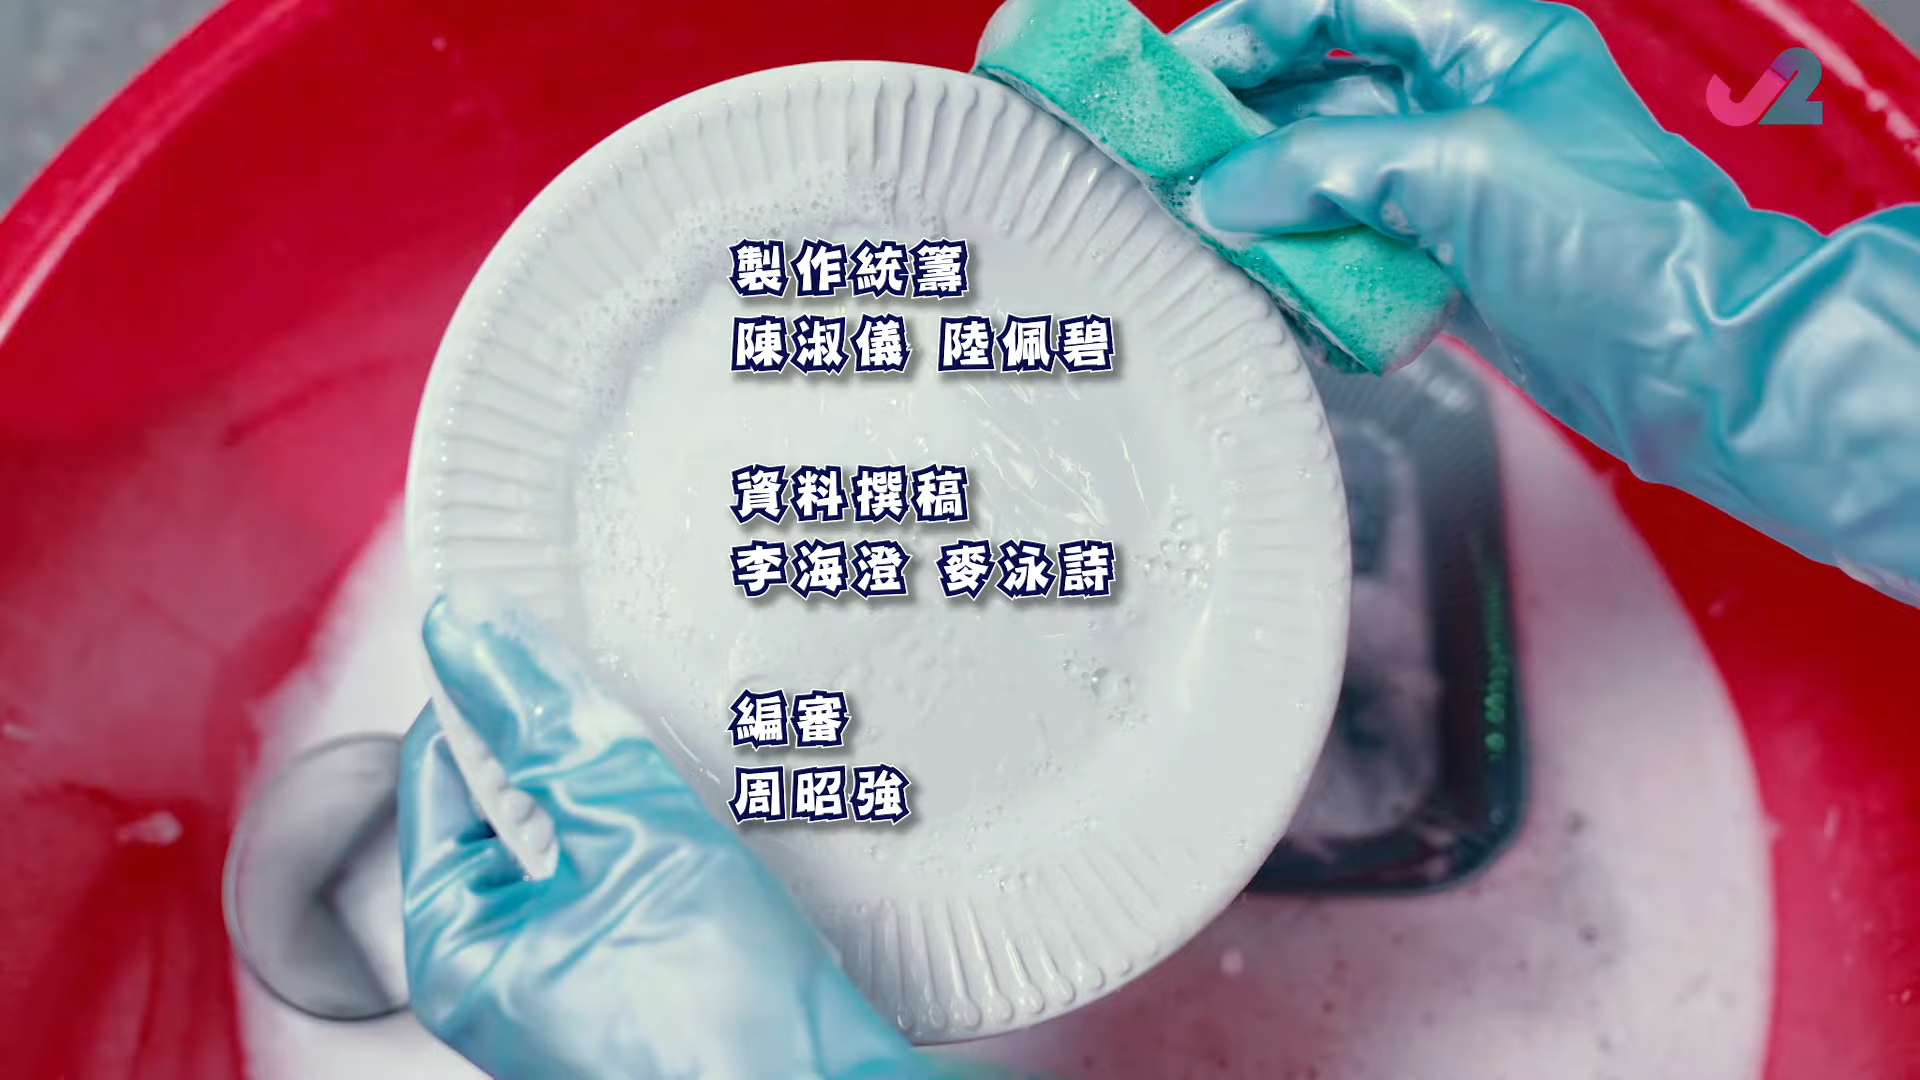 J2
製作統籌
陳淑儀 陸佩碧
資料撰稿
李海澄 麥泳詩
編審
周昭強